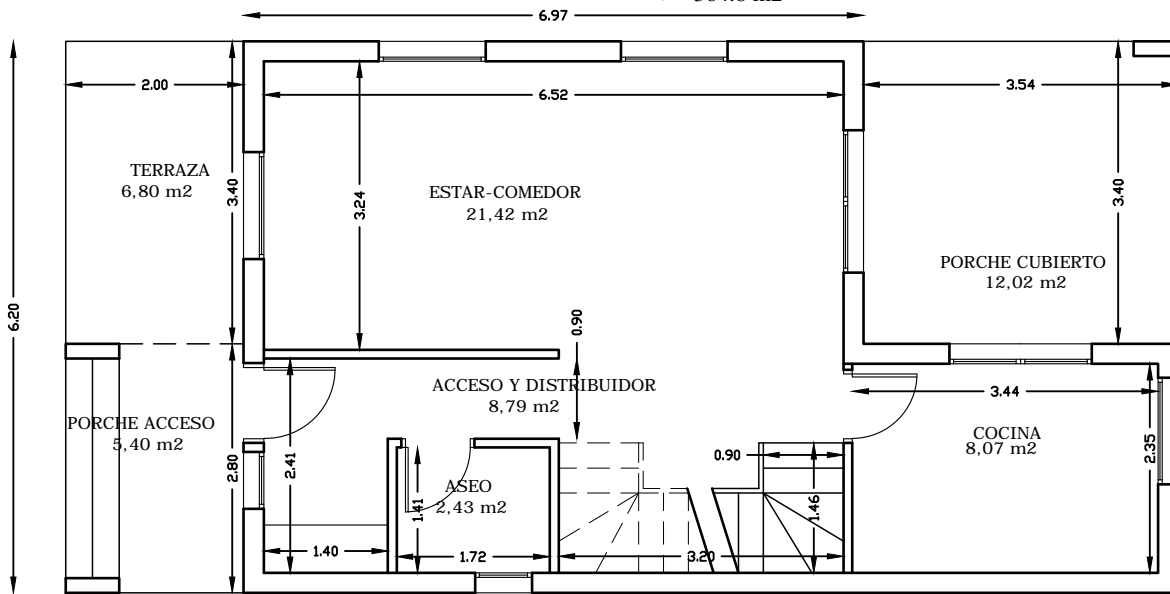 6.97
2.00
6.52
3.54
TERRAZA
6,80 m2
3.40
3.24
ESTAR-COMEDOR
21,42 m2
3.40
PORCHE CUBIERTO
12,02 m2
6.20
0.90
ACCESO Y DISTRIBUIDOR
8,79 m2
3.44
PORCHE ACCESO
5,40 m2
COCINA
8,07 m2
2.80
2.41
0.90
2.35
ASEO
2,43 m2
1.41
1.46
1.40
1.72
3.20